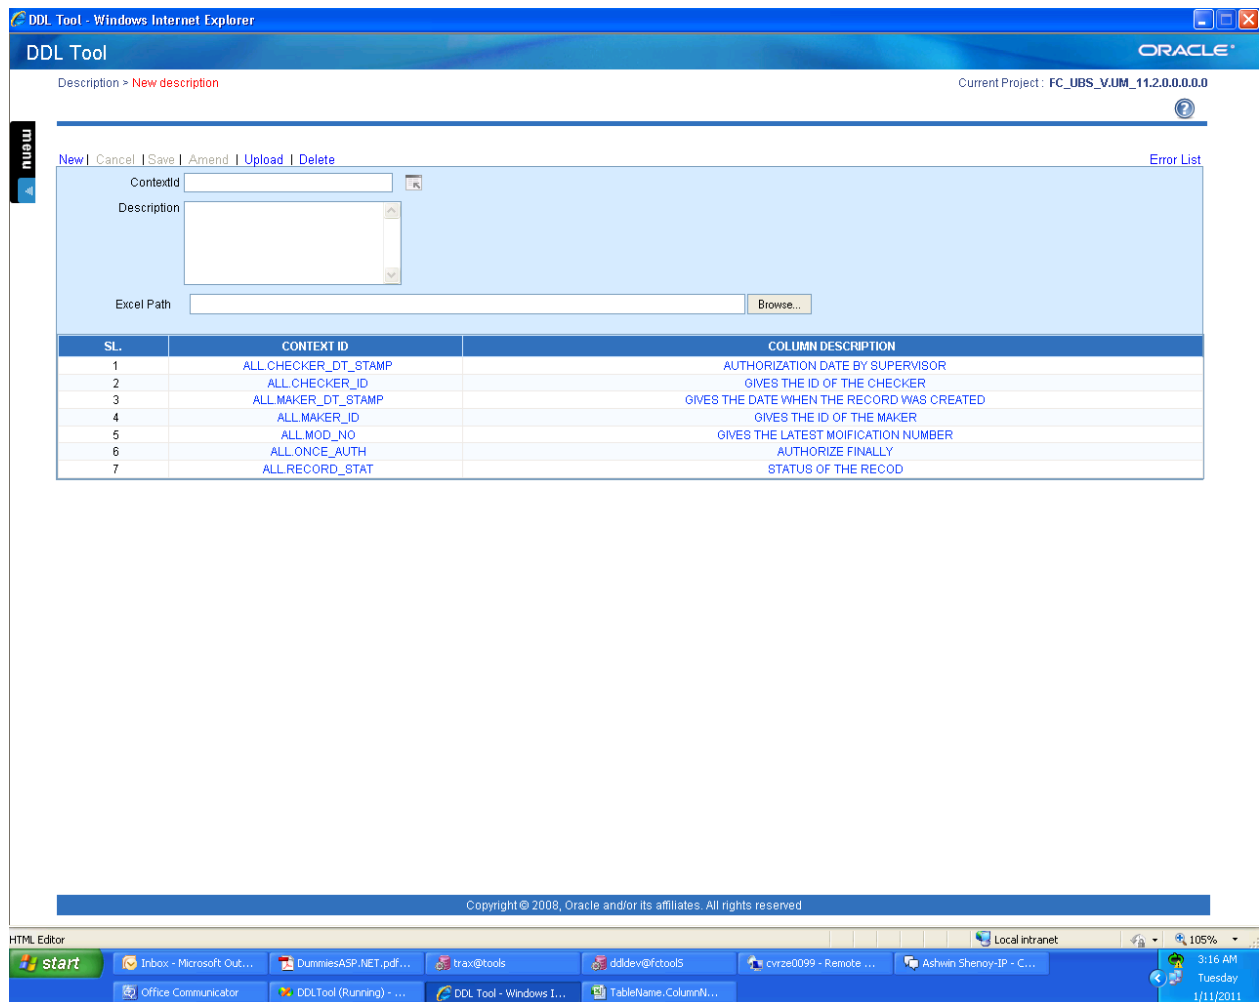 DDL Tool - Windows Internet Explorer
DDL Tool
ORACLE
Description > New description
Current Project : FC_UBS_V.UM_11.2.0.0.0.0.0
menu
New | Cancel | Save | Amend | Upload | Delete
Error List
ContextId
Description
Excel Path
Browse...
SL. CONTEXT ID COLUMN DESCRIPTION
1 ALL.CHECKER_DT_STAMP AUTHORIZATION DATE BY SUPERVISOR
2 ALL.CHECKER_ID GIVES THE ID OF THE CHECKER
3 ALL.MAKER_DT_STAMP GIVES THE DATE WHEN THE RECORD WAS CREATED
4 ALL.MAKER_ID GIVES THE ID OF THE MAKER
5 ALL.MOD_NO GIVES THE LATEST MOIFICATION NUMBER
6 ALL.ONCE_AUTH AUTHORIZE FINALLY
7 ALL.RECORD_STAT STATUS OF THE RECOD
Copyright © 2008, Oracle and/or its affiliates. All rights reserved
HTML Editor
Local intranet
105%
start
Inbox - Microsoft Out...
DummiesASP.NET.pdf...
trax@tools
ddldev@fctool5
cvrze0099 - Remote ...
Ashwin Shenoy-IP - C...
3:16 AM
Office Communicator
DDLTool (Running) - ...
DDL Tool - Windows I...
TableName.ColumnN...
Tuesday
1/11/2011